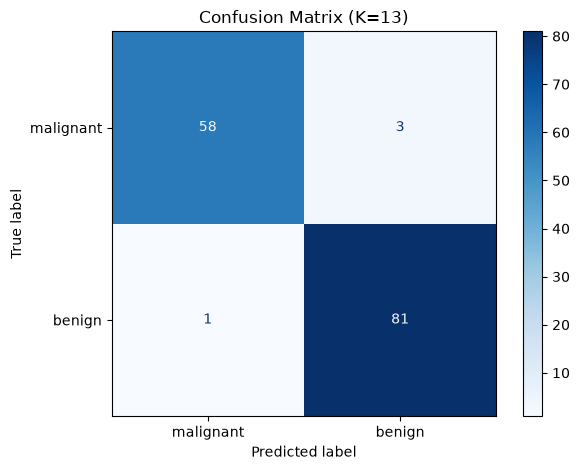 Confusion Matrix (K=13)
True label
malignant
58
3
benign
1
81
malignant
benign
Predicted label
80
70
60
50
40
30
20
10